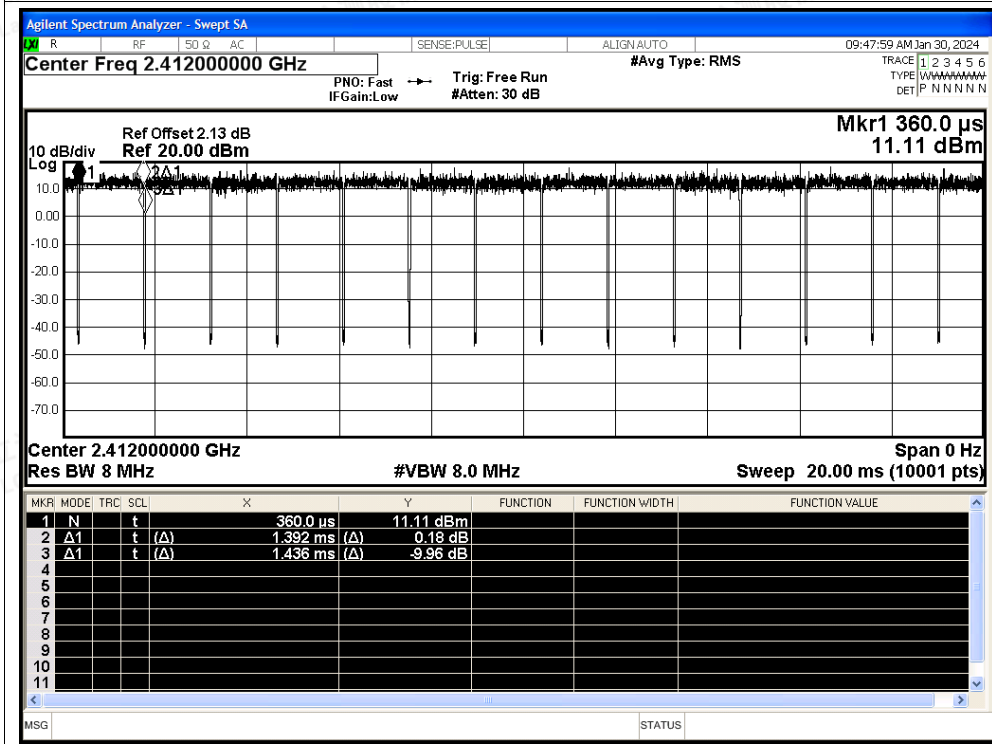 Agilent Spectrum Analyzer - Swept SA
LXI R RF 50 Ω AC SENSE:PULSE ALIGN AUTO 09:47:59 AM Jan 30, 2024
Center Freq 2.412000000 GHz #Avg Type: RMS TRACE 1 2 3 4 5 6
PNO: Fast Trig: Free Run TYPE
IFGain:Low #Atten: 30 dB DET P N N N N N
Mkr1 360.0 µs
11.11 dBm
Ref Offset 2.13 dB
10 dB/div Ref 20.00 dBm
Log
1 2Δ1
3Δ1
10.0
0.00
-10.0
-20.0
-30.0
-40.0
-50.0
-60.0
-70.0
Center 2.412000000 GHz Span 0 Hz
Res BW 8 MHz #VBW 8.0 MHz Sweep 20.00 ms (10001 pts)
MKR MODE TRC SCL X Y FUNCTION FUNCTION WIDTH FUNCTION VALUE
1 N t 360.0 µs 11.11 dBm
2 Δ1 t (Δ) 1.392 ms (Δ) 0.18 dB
3 Δ1 t (Δ) 1.436 ms (Δ) -9.96 dB
4
5
6
7
8
9
10
11
MSG STATUS